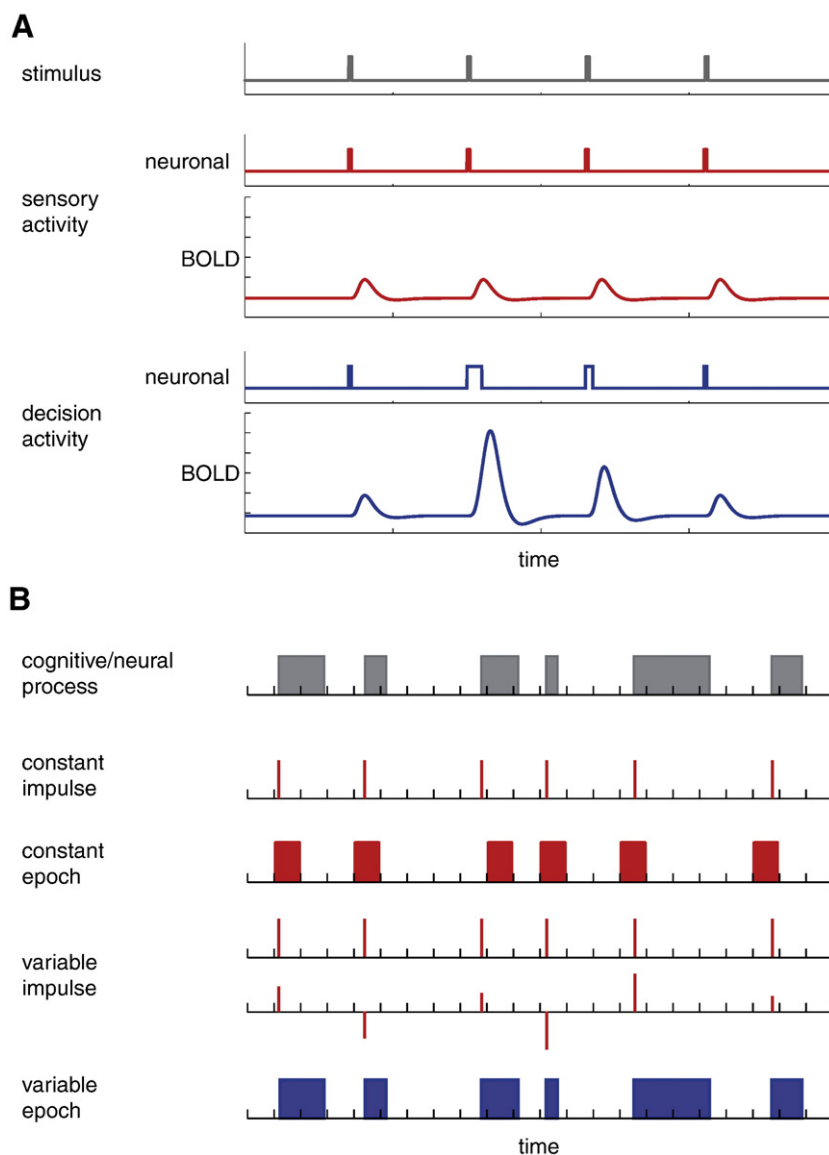 A
stimulus
neuronal
sensory
activity
BOLD
neuronal
decision
activity
BOLD
time
B
cognitive/neural
process
constant
impulse
constant
epoch
variable
impulse
variable
epoch
time